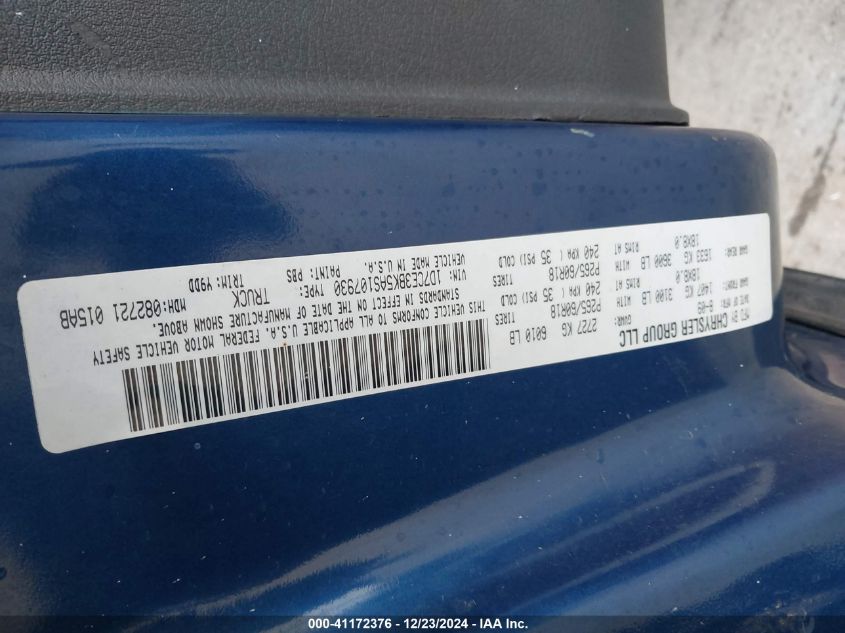 MFD BY CHRYSLER GROUP LLC
DATE OF MFR: 8-09 GVWR: 2727 KG 6010 LB
GAWR FRONT: 1407 KG 3100 LB WITH TIRES P265/60R18
18X8.0 RIMS AT 240 KPA ( 35 PSI) COLD
GAWR REAR: 1633 KG 3600 LB WITH TIRES P265/60R18
18X8.0 RIMS AT 240 KPA ( 35 PSI) COLD
THIS VEHICLE CONFORMS TO ALL APPLICABLE U.S.A. FEDERAL MOTOR VEHICLE SAFETY
STANDARDS IN EFFECT ON THE DATE OF MANUFACTURE SHOWN ABOVE.
VIN: 1D7CE3BK5AS107930 TYPE: TRUCK MDH:082721 015AB
VEHICLE MADE IN U.S.A. PAINT: PBS TRIM: V9DD
000-41172376 - 12/23/2024 - IAA Inc.